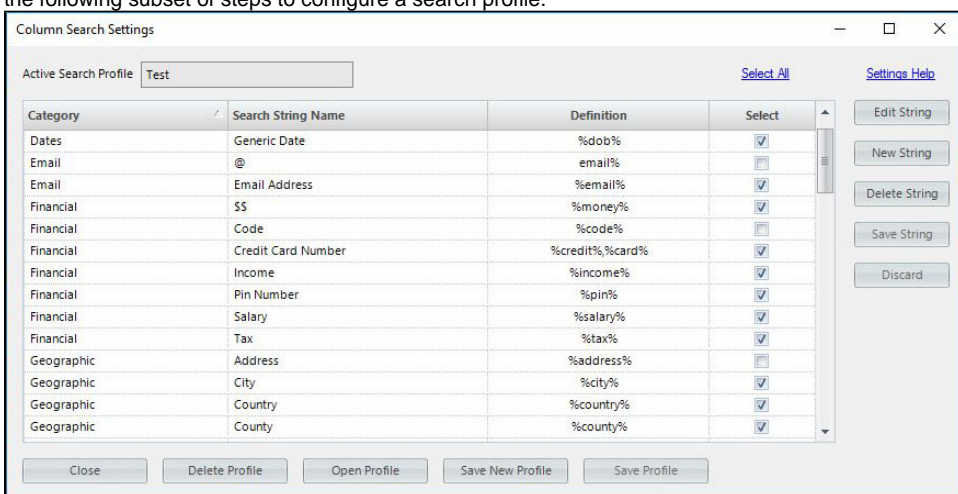 the following subset of steps to configure a search profile.
Column Search Settings
Active Search Profile Test Select All Settings Help
Category Search String Name Definition Select Edit String
Dates Generic Date %dob%
Email @ email% New String
Email Email Address %email%
Financial $$ %money% Delete String
Financial Code %code%
Financial Credit Card Number %credit%,%card% Save String
Financial Income %income%
Financial Pin Number %pin% Discard
Financial Salary %salary%
Financial Tax %tax%
Geographic Address %address%
Geographic City %city%
Geographic Country %country%
Geographic County %county%
Close Delete Profile Open Profile Save New Profile Save Profile